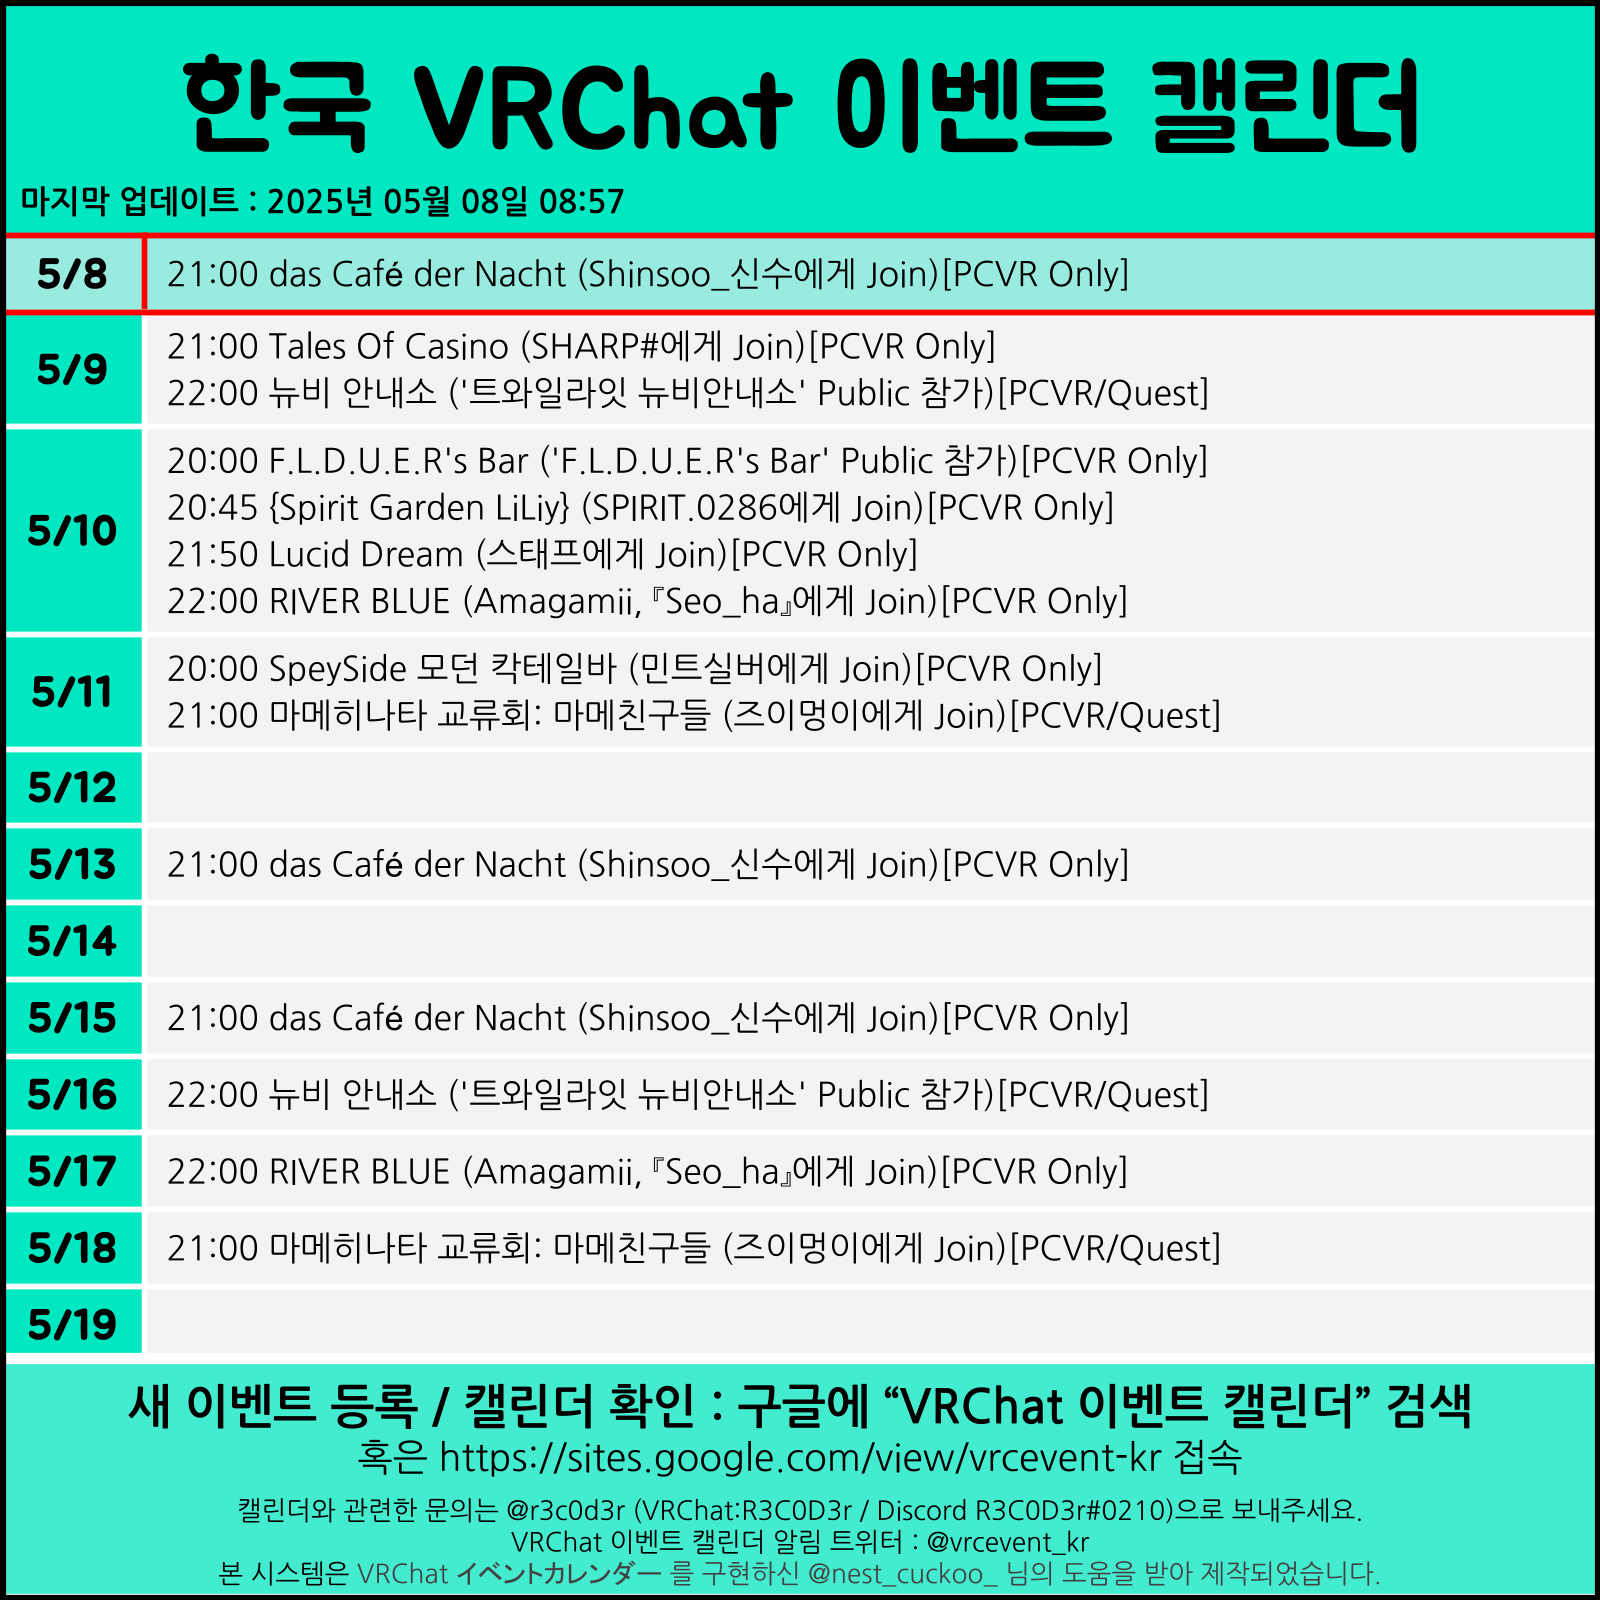 한국 VRChat 이벤트 캘린더
마지막 업데이트 : 2025년 05월 08일 08:57
5/8
21:00 das Café der Nacht (Shinsoo_신수에게 Join)[PCVR Only]
5/9
21:00 Tales Of Casino (SHARP#에게 Join)[PCVR Only]
22:00 뉴비 안내소 ('트와일라잇 뉴비안내소' Public 참가)[PCVR/Quest]
5/10
20:00 F.L.D.U.E.R's Bar ('F.L.D.U.E.R's Bar' Public 참가)[PCVR Only]
20:45 {Spirit Garden LiLiy} (SPIRIT.0286에게 Join)[PCVR Only]
21:50 Lucid Dream (스태프에게 Join)[PCVR Only]
22:00 RIVER BLUE (Amagamii, 『Seo_ha』에게 Join)[PCVR Only]
5/11
20:00 SpeySide 모던 칵테일바 (민트실버에게 Join)[PCVR Only]
21:00 마메히나타 교류회: 마메친구들 (즈이멍이에게 Join)[PCVR/Quest]
5/12
5/13
21:00 das Café der Nacht (Shinsoo_신수에게 Join)[PCVR Only]
5/14
5/15
21:00 das Café der Nacht (Shinsoo_신수에게 Join)[PCVR Only]
5/16
22:00 뉴비 안내소 ('트와일라잇 뉴비안내소' Public 참가)[PCVR/Quest]
5/17
22:00 RIVER BLUE (Amagamii, 『Seo_ha』에게 Join)[PCVR Only]
5/18
21:00 마메히나타 교류회: 마메친구들 (즈이멍이에게 Join)[PCVR/Quest]
5/19
새 이벤트 등록 / 캘린더 확인 : 구글에 “VRChat 이벤트 캘린더” 검색
혹은 https://sites.google.com/view/vrcevent-kr 접속
캘린더와 관련한 문의는 @r3c0d3r (VRChat:R3C0D3r / Discord R3C0D3r#0210)으로 보내주세요.
VRChat 이벤트 캘린더 알림 트위터 : @vrcevent_kr
본 시스템은 VRChat イベントカレンダー 를 구현하신 @nest_cuckoo_ 님의 도움을 받아 제작되었습니다.